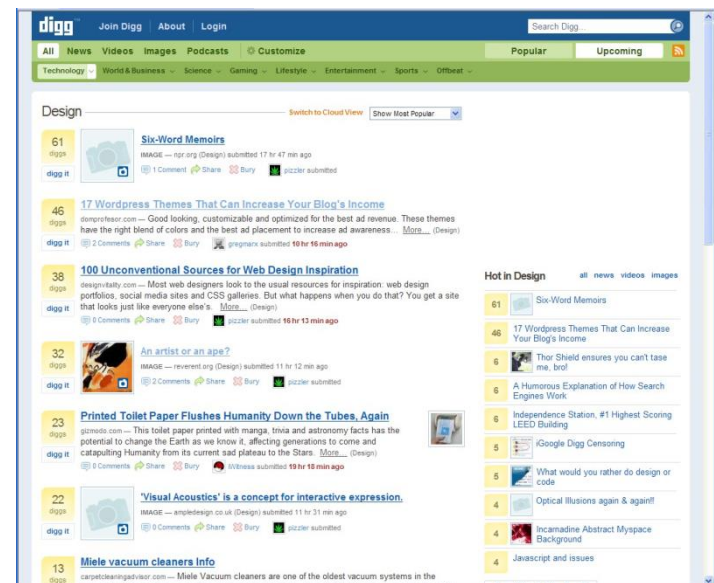 digg Join Digg About Login Search Digg...
All News Videos Images Podcasts Customize Popular Upcoming
Technology World & Business Science Gaming Lifestyle Entertainment Sports Offbeat
Design Switch to Cloud View Show Most Popular
61 diggs digg it
Six-Word Memoirs
IMAGE — npr.org (Design) submitted 17 hr 47 min ago
1 Comment Share Bury pizzler submitted
46 diggs digg it
17 Wordpress Themes That Can Increase Your Blog's Income
domprofesor.com — Good looking, customizable and optimized for the best ad revenue. These themes
have the right blend of colors and the best ad placement to increase ad awareness... More... (Design)
2 Comments Share Bury gregmarx submitted 10 hr 16 min ago
38 diggs digg it
100 Unconventional Sources for Web Design Inspiration
designvitality.com — Most web designers look to the usual resources for inspiration: web design
portfolios, social media sites and CSS galleries. But what happens when you do that? You get a site
that looks just like everyone else's. More... (Design)
0 Comments Share Bury pizzler submitted 16 hr 13 min ago
32 diggs digg it
An artist or an ape?
IMAGE — reverent.org (Design) submitted 11 hr 12 min ago
2 Comments Share Bury pizzler submitted
23 diggs digg it
Printed Toilet Paper Flushes Humanity Down the Tubes, Again
gizmodo.com — This toilet paper printed with manga, trivia and astronomy facts has the
potential to change the Earth as we know it, affecting generations to come and
catapulting Humanity from its current sad plateau to the Stars. More... (Design)
0 Comments Share Bury IWitness submitted 19 hr 18 min ago
22 diggs digg it
'Visual Acoustics' is a concept for interactive expression.
IMAGE — ampledesign.co.uk (Design) submitted 11 hr 31 min ago
0 Comments Share Bury pizzler submitted
13 diggs
Miele vacuum cleaners Info
carpetcleaningadvisor.com — Miele Vacuum cleaners are one of the oldest vacuum systems in the
Hot in Design all news videos images
61 Six-Word Memoirs
46 17 Wordpress Themes That Can Increase
Your Blog's Income
6 Thor Shield ensures you can't tase
me, bro!
6 A Humorous Explanation of How Search
Engines Work
6 Independence Station, #1 Highest Scoring
LEED Building
5 iGoogle Digg Censoring
5 What would you rather do design or
code
4 Optical Illusions again & again!!
4 Incarnadine Abstract Myspace
Background
4 Javascript and issues